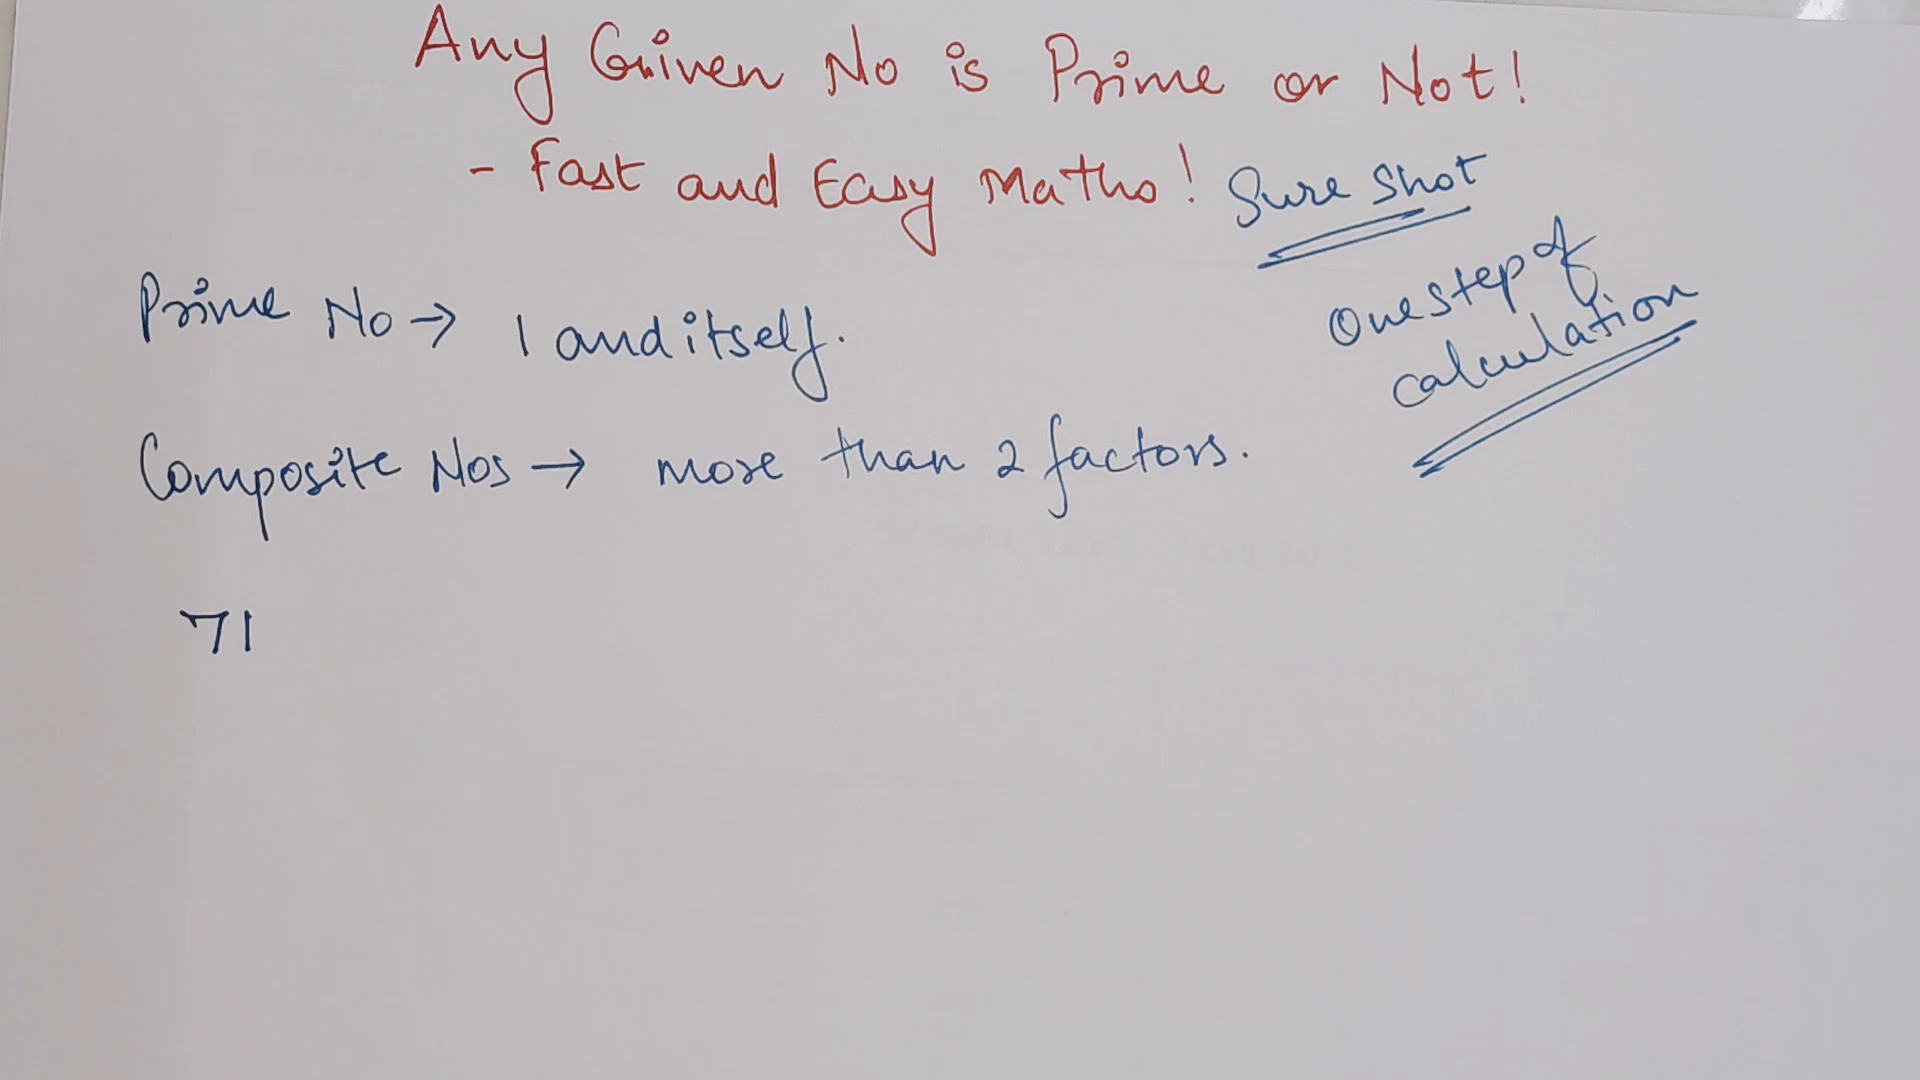 Any Given No is Prime or Not!
- Fast and Easy Maths! Sure Shot
One step of
calculation
Prime No → 1 and itself.
Composite Nos → more than 2 factors.
71